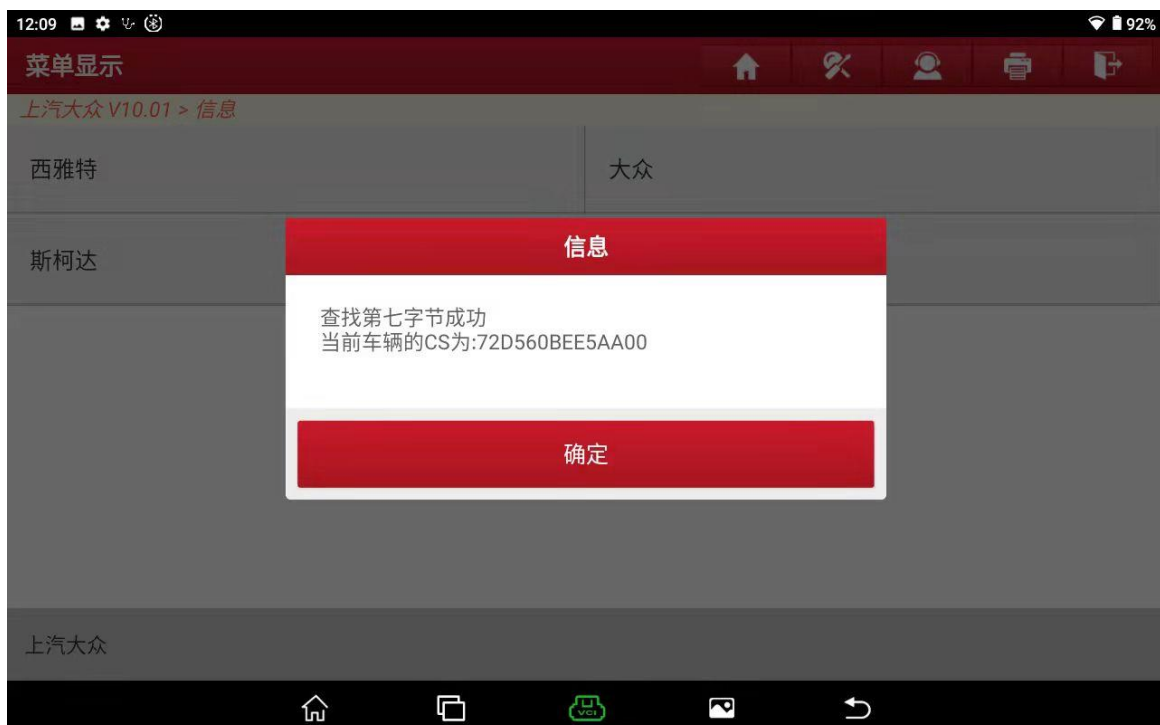 12:09
92%
菜单显示
上汽大众 V10.01 > 信息
西雅特
大众
斯柯达
信息
查找第七字节成功
当前车辆的CS为:72D560BEE5AA00
确定
上汽大众
VCI